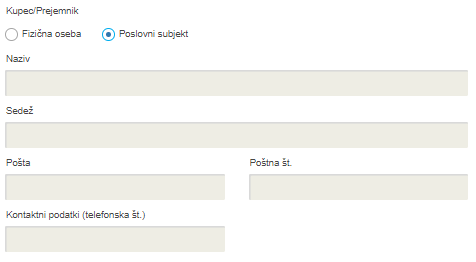 Kupec/Prejemnik
Fizična oseba Poslovni subjekt
Naziv
Sedež
Pošta Poštna št.
Kontaktni podatki (telefonska št.)